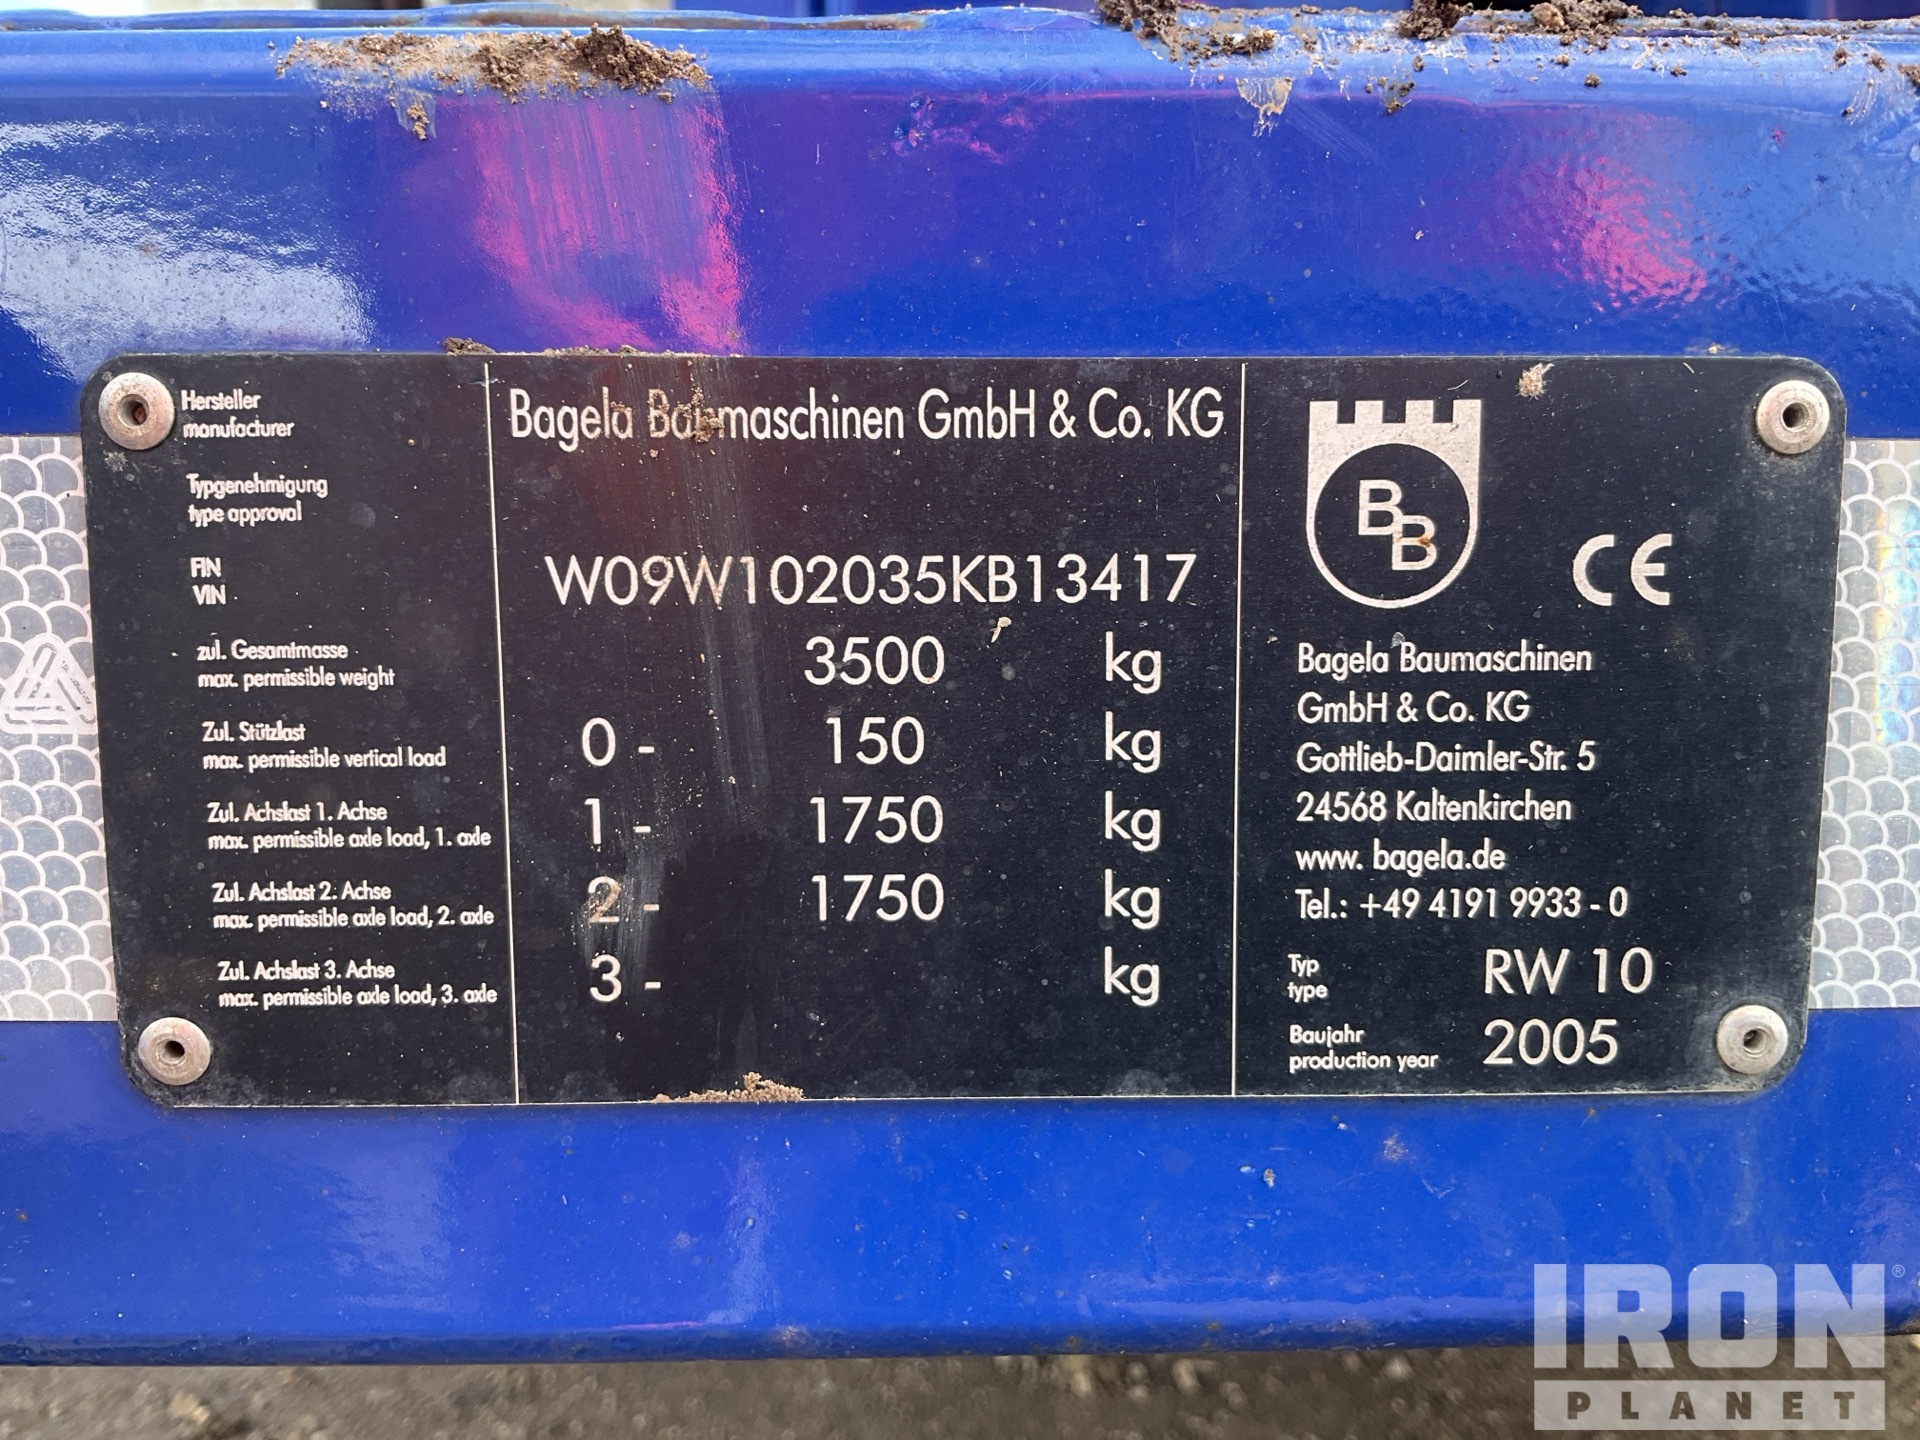 Hersteller
manufacturer
Bagela Baumaschinen GmbH & Co. KG
Typgenehmigung
type approval
FIN
VIN
W09W102035KB13417
zul. Gesamtmasse
max. permissible weight
3500 kg
Zul. Stützlast
max. permissible vertical load
0 - 150 kg
Zul. Achslast 1. Achse
max. permissible axle load, 1. axle
1 - 1750 kg
Zul. Achslast 2. Achse
max. permissible axle load, 2. axle
2 - 1750 kg
Zul. Achslast 3. Achse
max. permissible axle load, 3. axle
3 - kg
BB
CE
Bagela Baumaschinen
GmbH & Co. KG
Gottlieb-Daimler-Str. 5
24568 Kaltenkirchen
www. bagela.de
Tel.: +49 4191 9933 - 0
Typ
type
RW 10
Baujahr
production year
2005
IRON®
PLANET